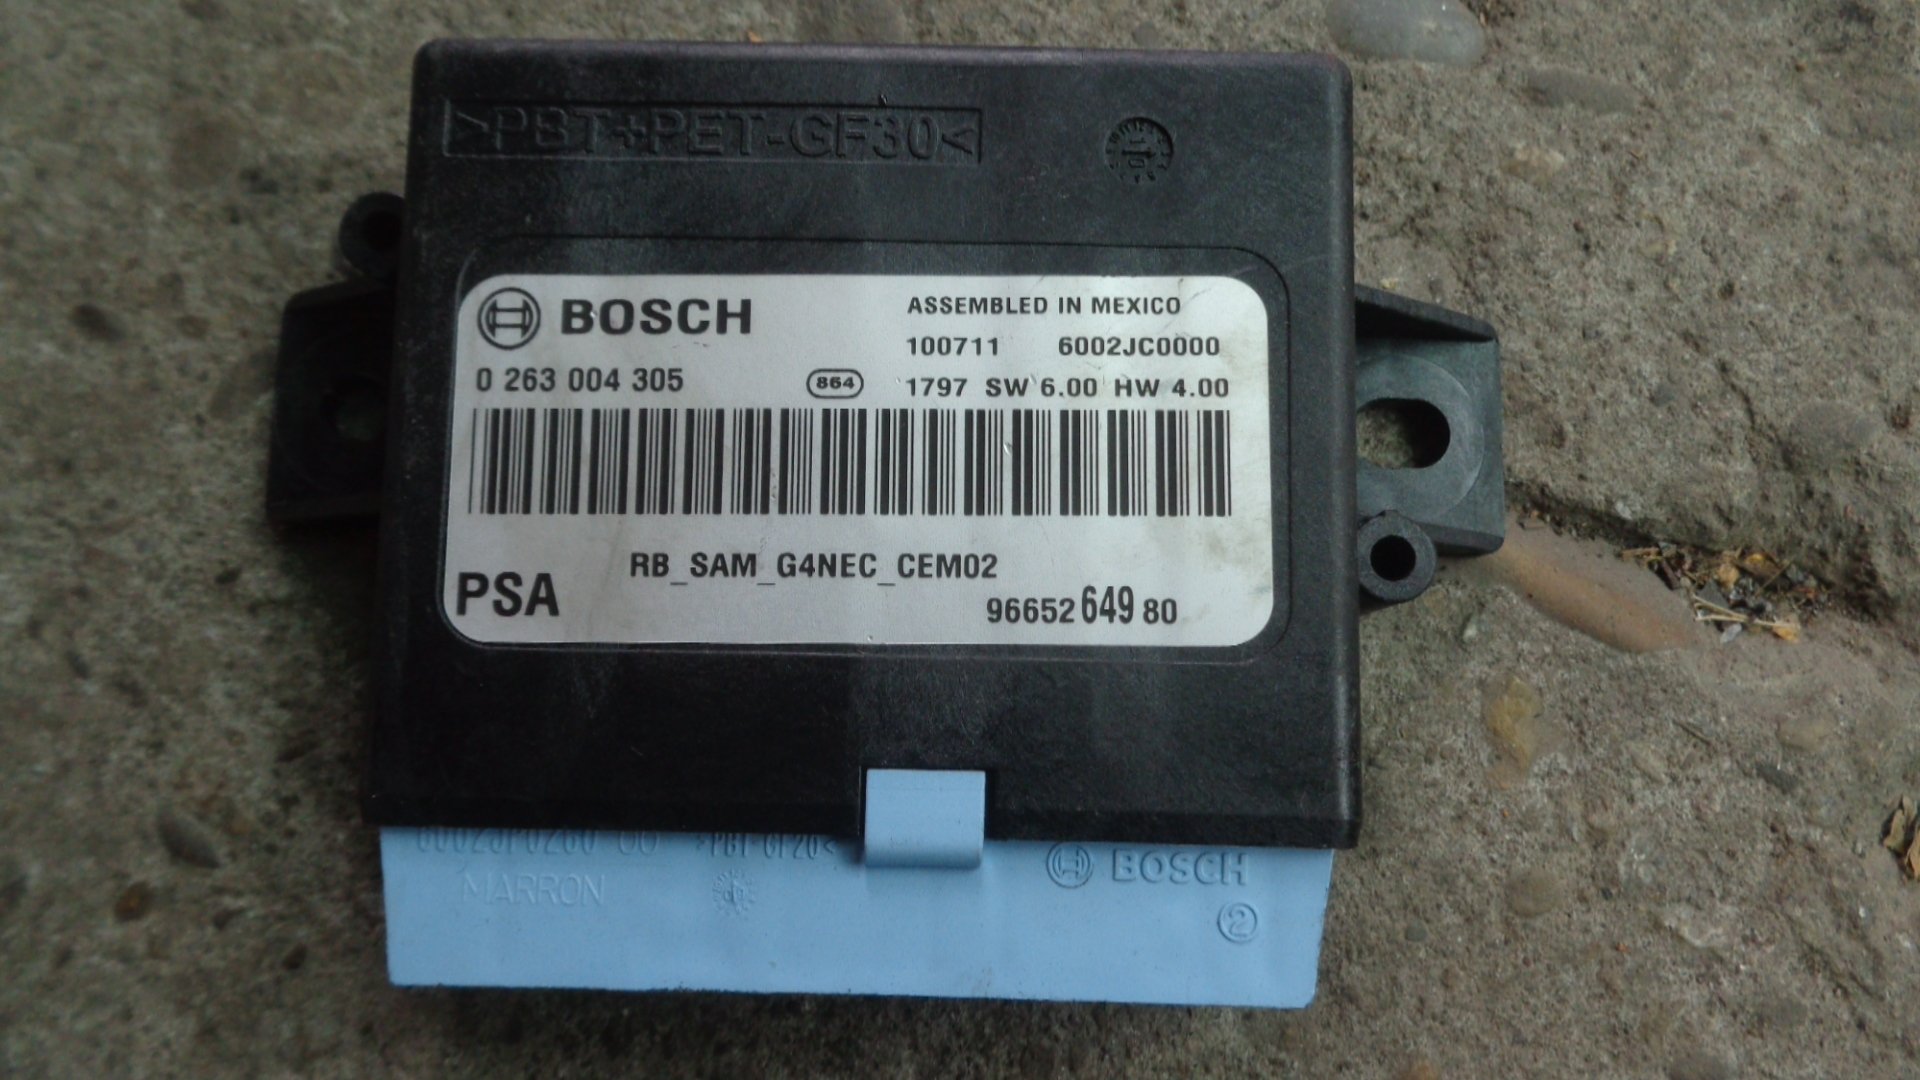 >PBT+PET-GF30<
BOSCH
ASSEMBLED IN MEXICO
100711 6002JC0000
0 263 004 305 864 1797 SW 6.00 HW 4.00
RB_SAM_G4NEC_CEM02
PSA
96652 649 80
6002JP0260 >PBT GF20<
BOSCH
MARRON
2